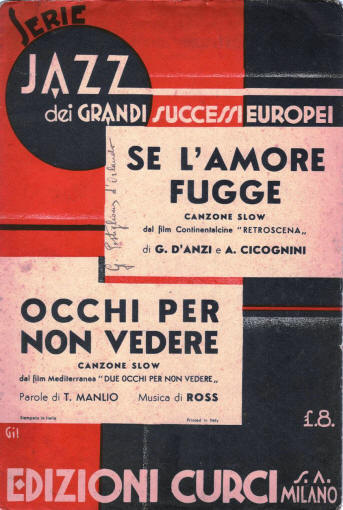 SERIE
JAZZ
dei GRANDI SUCCESSI EUROPEI
SE L'AMORE
FUGGE
CANZONE SLOW
dal film Continentalcine "RETROSCENA„
di G. D'ANZI e A. CICOGNINI
OCCHI PER
NON VEDERE
CANZONE SLOW
dal film Mediterranea "DUE OCCHI PER NON VEDERE„
Parole di T. MANLIO Musica di ROSS
Stampato in Italia Printed in Italy
Gil
£.8.
EDIZIONI CURCI S.A.
MILANO